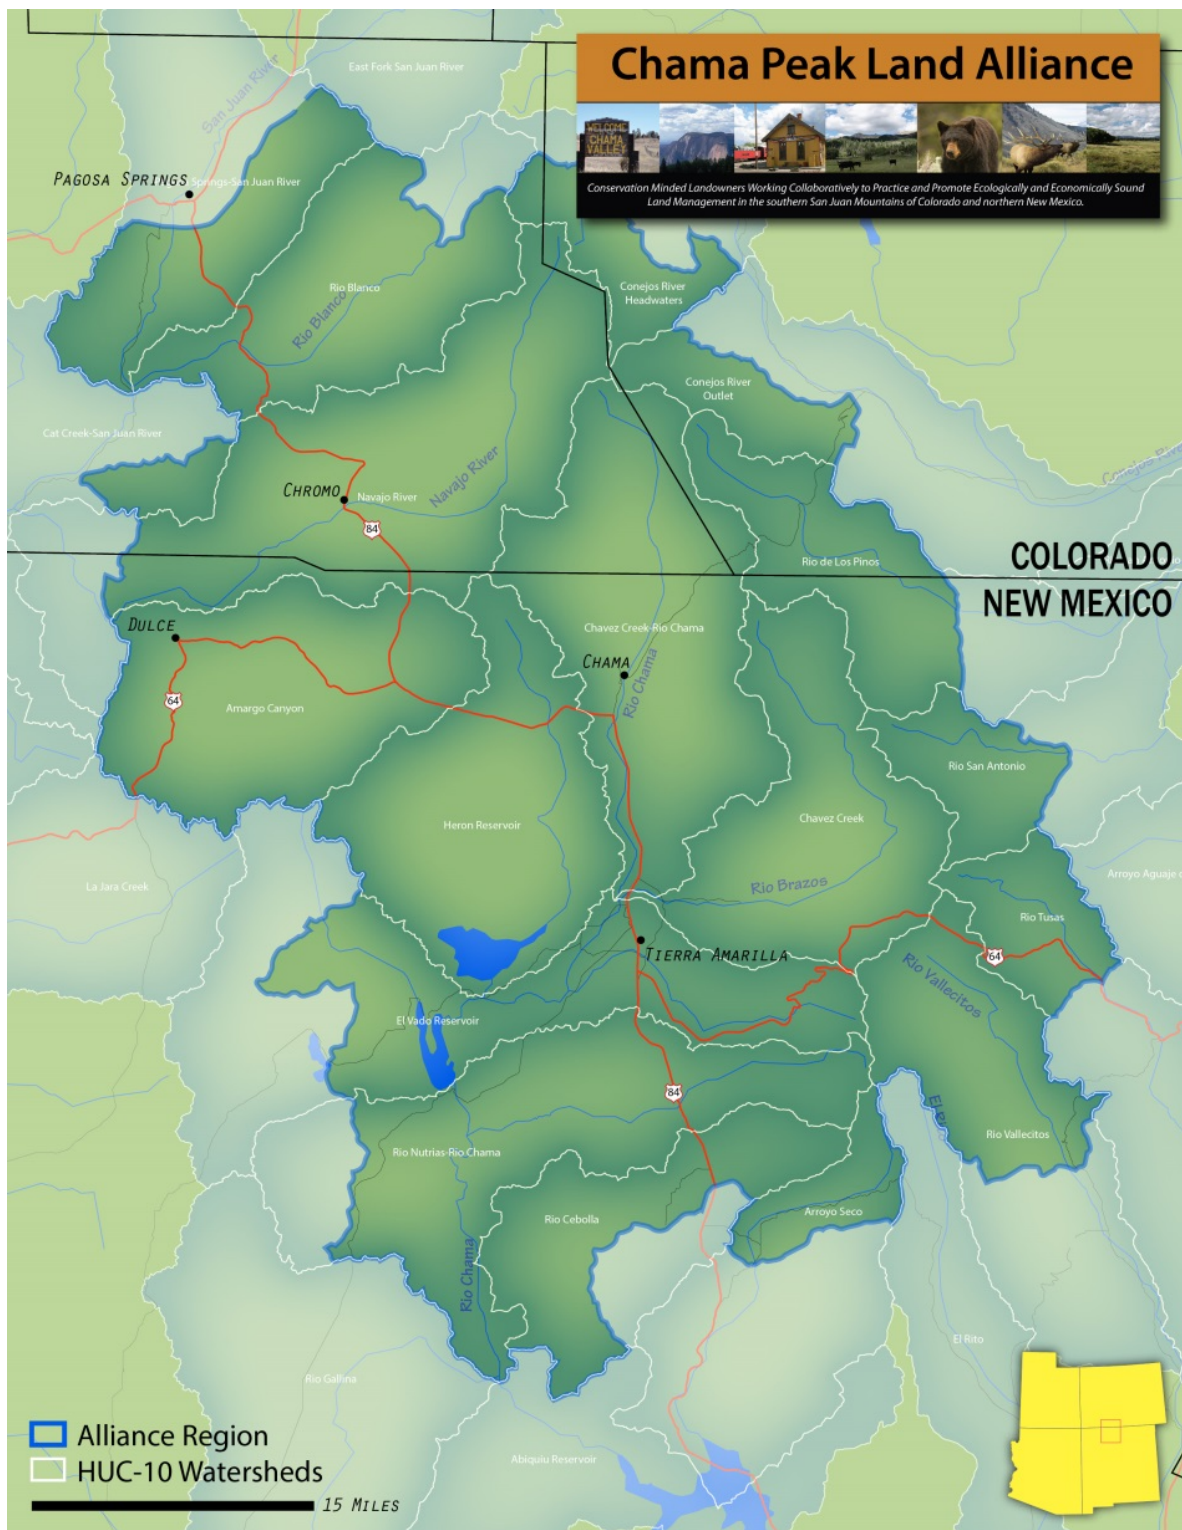 Chama Peak Land Alliance
WELCOME
CHAMA
VALLEY
Conservation Minded Landowners Working Collaboratively to Practice and Promote Ecologically and Economically Sound
Land Management in the southern San Juan Mountains of Colorado and northern New Mexico.
East Fork San Juan River
San Juan River
PAGOSA SPRINGS
Springs-San Juan River
Rio Blanco
Rio Blanco
Conejos River
Headwaters
Conejos River
Outlet
Cat Creek-San Juan River
Conejos River
Navajo River
CHROMO
Navajo River
84
COLORADO
NEW MEXICO
Rio de Los Pinos
DULCE
Chavez Creek-Rio Chama
CHAMA
Rio Chama
64
Amargo Canyon
Rio San Antonio
Heron Reservoir
Chavez Creek
La Jara Creek
Rio Brazos
Arroyo Aguaje
Rio Tusas
TIERRA AMARILLA
64
Rio Vallecitos
El Vado Reservoir
84
Rio Vallecitos
Rio Nutrias-Rio Chama
Arroyo Seco
Rio Cebolla
Rio Chama
El Rito
Rio Gallina
Abiquiu Reservoir
Alliance Region
HUC-10 Watersheds
15 MILES